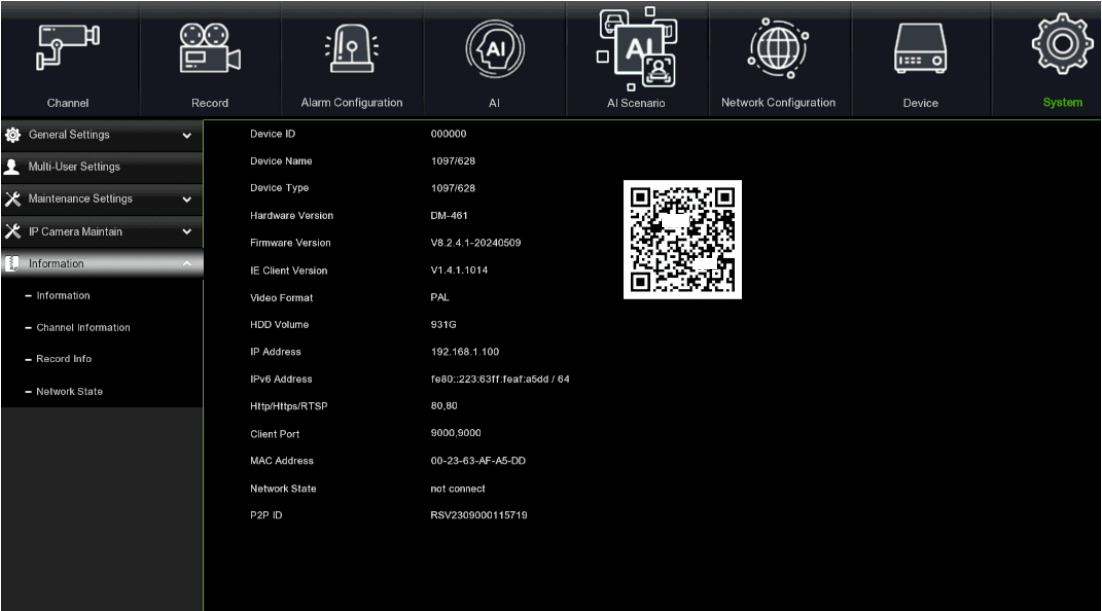 Channel Record Alarm Configuration AI AI Scenario Network Configuration Device System
General Settings
Multi-User Settings
Maintenance Settings
IP Camera Maintain
Information
– Information
– Channel Information
– Record Info
– Network State
Device ID 000000
Device Name 1097/628
Device Type 1097/628
Hardware Version DM-461
Firmware Version V8.2.4.1-20240509
IE Client Version V1.4.1.1014
Video Format PAL
HDD Volume 931G
IP Address 192.168.1.100
IPv6 Address fe80::223:63ff:feaf:a5dd / 64
Http/Https/RTSP 80,80
Client Port 9000,9000
MAC Address 00-23-63-AF-A5-DD
Network State not connect
P2P ID RSV2309000115719